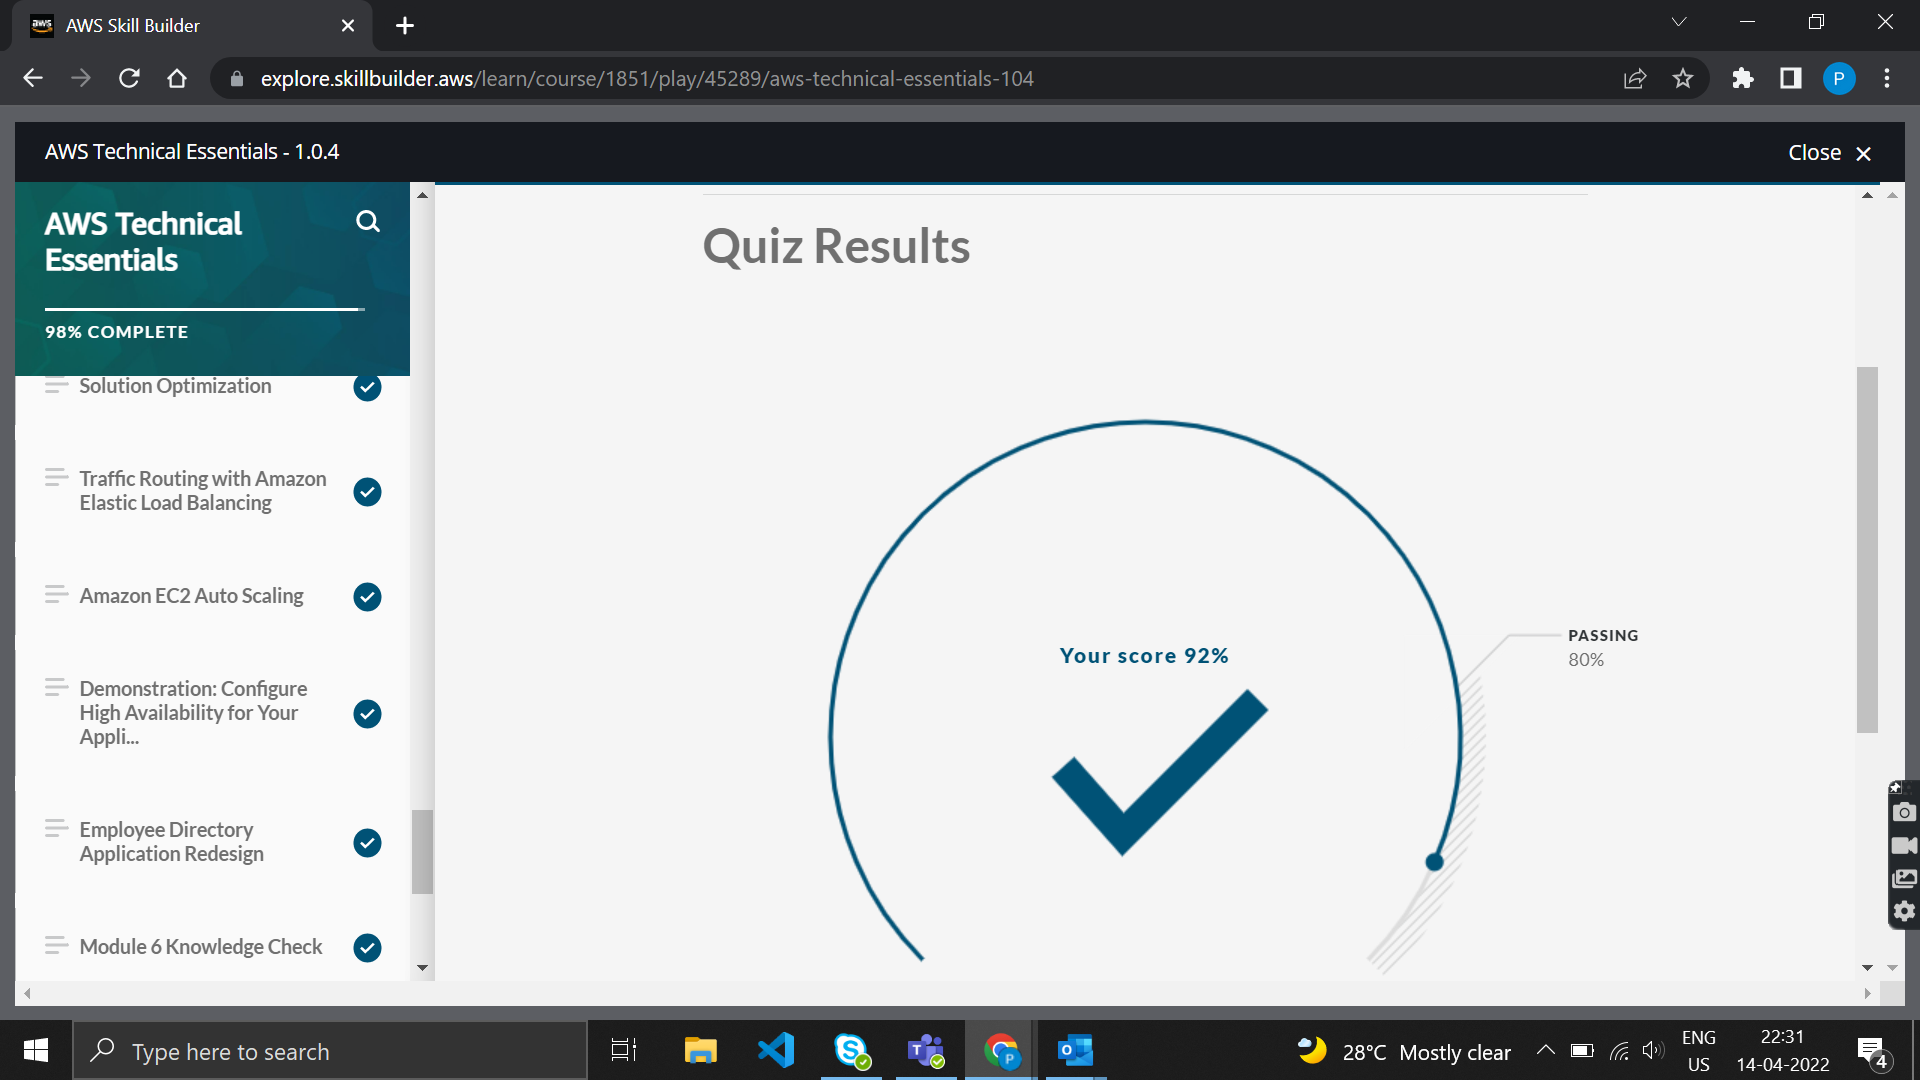 AWS Skill Builder
explore.skillbuilder.aws/learn/course/1851/play/45289/aws-technical-essentials-104
P
AWS Technical Essentials - 1.0.4
Close
AWS Technical
Essentials
98% COMPLETE
Solution Optimization
Traffic Routing with Amazon
Elastic Load Balancing
Amazon EC2 Auto Scaling
Demonstration: Configure
High Availability for Your
Appli...
Employee Directory
Application Redesign
Module 6 Knowledge Check
Quiz Results
Your score 92%
PASSING
80%
Type here to search
28°C Mostly clear
ENG
US
22:31
14-04-2022
4